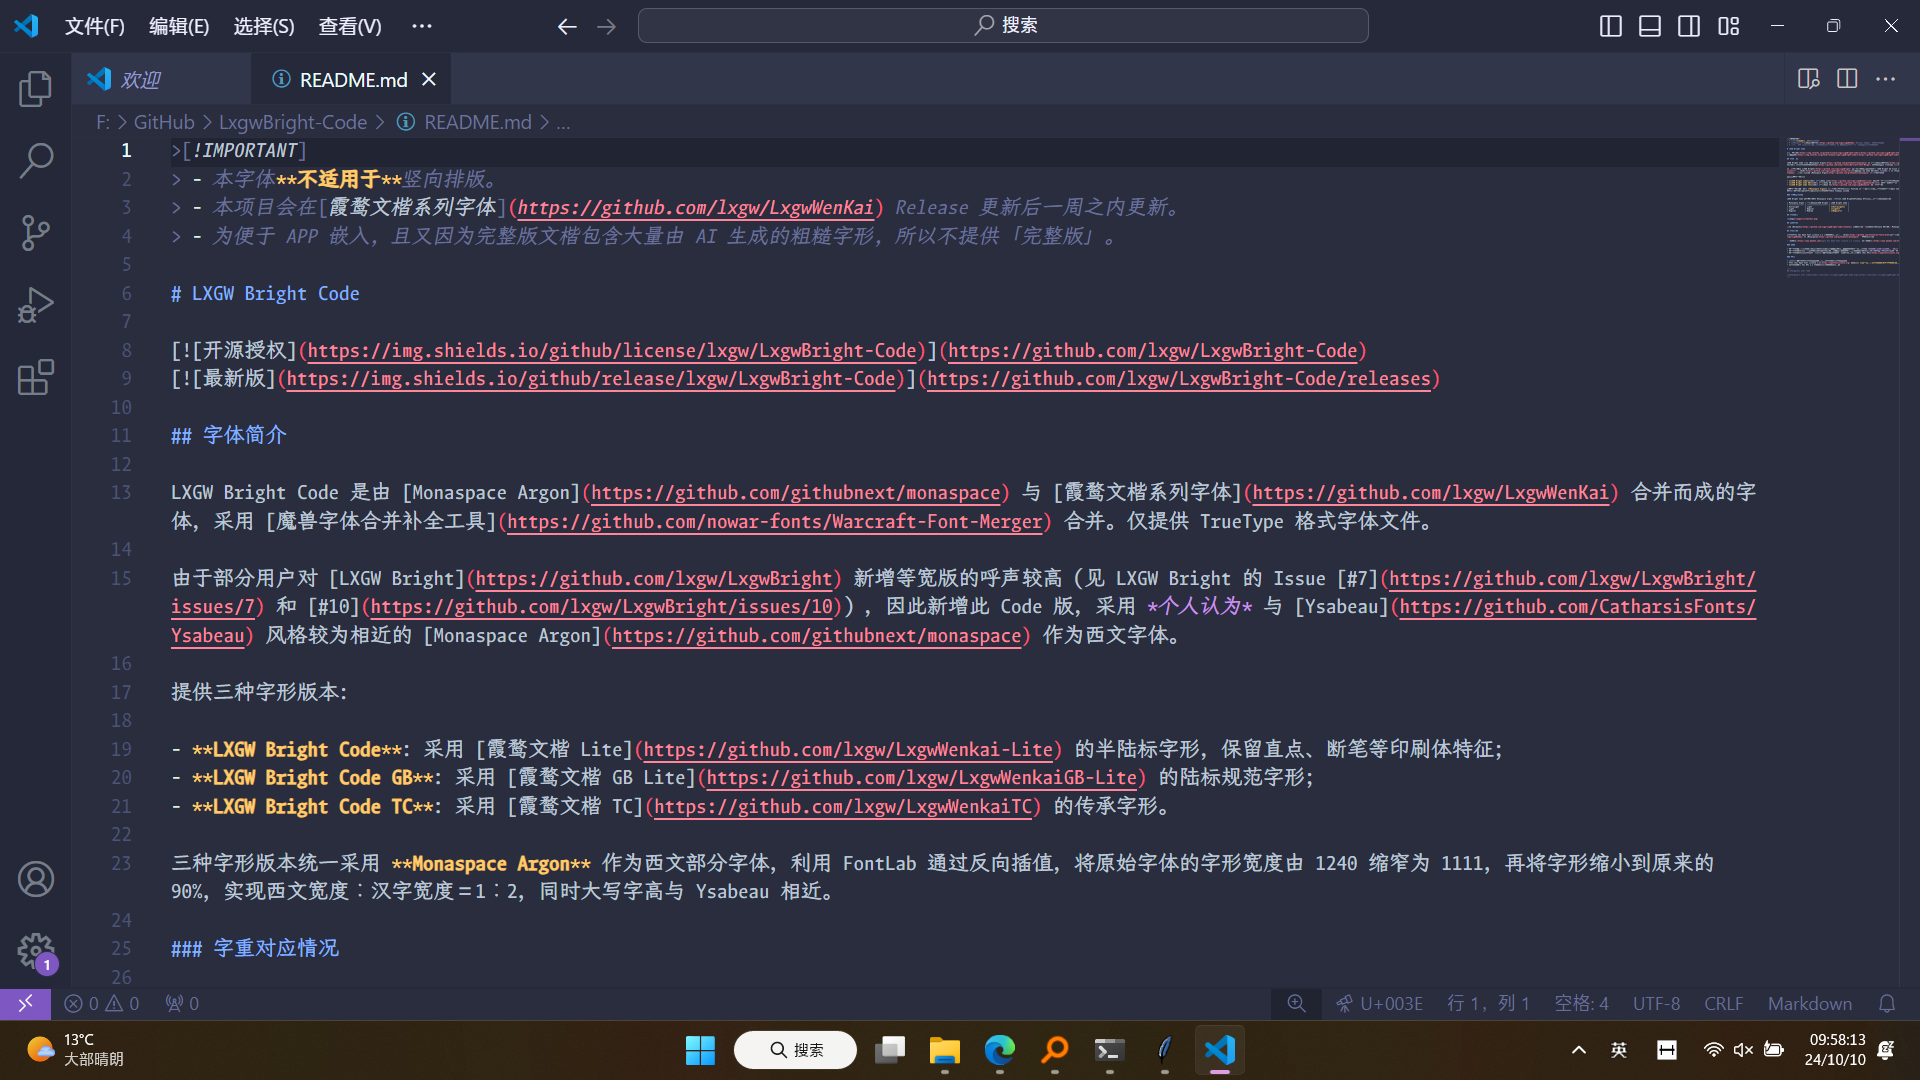 文件(F) 编辑(E) 选择(S) 查看(V) ··· 搜索
欢迎 README.md
F: > GitHub > LxgwBright-Code > README.md > ...
1 >[!IMPORTANT]
2 > - 本字体**不适用于**竖向排版。
3 > - 本项目会在[霞鹜文楷系列字体](https://github.com/lxgw/LxgwWenKai) Release 更新后一周之内更新。
4 > - 为便于 APP 嵌入，且又因为完整版文楷包含大量由 AI 生成的粗糙字形，所以不提供「完整版」。
5
6 # LXGW Bright Code
7
8 [![开源授权](https://img.shields.io/github/license/lxgw/LxgwBright-Code)](https://github.com/lxgw/LxgwBright-Code)
9 [![最新版](https://img.shields.io/github/release/lxgw/LxgwBright-Code)](https://github.com/lxgw/LxgwBright-Code/releases)
10
11 ## 字体简介
12
13 LXGW Bright Code 是由 [Monaspace Argon](https://github.com/githubnext/monaspace) 与 [霞鹜文楷系列字体](https://github.com/lxgw/LxgwWenKai) 合并而成的字
体，采用 [魔兽字体合并补全工具](https://github.com/nowar-fonts/Warcraft-Font-Merger) 合并。仅提供 TrueType 格式字体文件。
14
15 由于部分用户对 [LXGW Bright](https://github.com/lxgw/LxgwBright) 新增等宽版的呼声较高（见 LXGW Bright 的 Issue [#7](https://github.com/lxgw/LxgwBright/
issues/7) 和 [#10](https://github.com/lxgw/LxgwBright/issues/10)），因此新增此 Code 版，采用 *个人认为* 与 [Ysabeau](https://github.com/CatharsisFonts/
Ysabeau) 风格较为相近的 [Monaspace Argon](https://github.com/githubnext/monaspace) 作为西文字体。
16
17 提供三种字形版本：
18
19 - **LXGW Bright Code**：采用 [霞鹜文楷 Lite](https://github.com/lxgw/LxgwWenkai-Lite) 的半陆标字形，保留直点、断笔等印刷体特征；
20 - **LXGW Bright Code GB**：采用 [霞鹜文楷 GB Lite](https://github.com/lxgw/LxgwWenkaiGB-Lite) 的陆标规范字形；
21 - **LXGW Bright Code TC**：采用 [霞鹜文楷 TC](https://github.com/lxgw/LxgwWenkaiTC) 的传承字形。
22
23 三种字形版本统一采用 **Monaspace Argon** 作为西文部分字体，利用 FontLab 通过反向插值，将原始字体的字形宽度由 1240 缩窄为 1111，再将字形缩小到原来的
90%，实现西文宽度∶汉字宽度＝1∶2，同时大写字高与 Ysabeau 相近。
24
25 ### 字重对应情况
26
1
0 0 0 U+003E 行 1，列 1 空格: 4 UTF-8 CRLF Markdown
13°C
大部晴朗
搜索
英
09:58:13
24/10/10